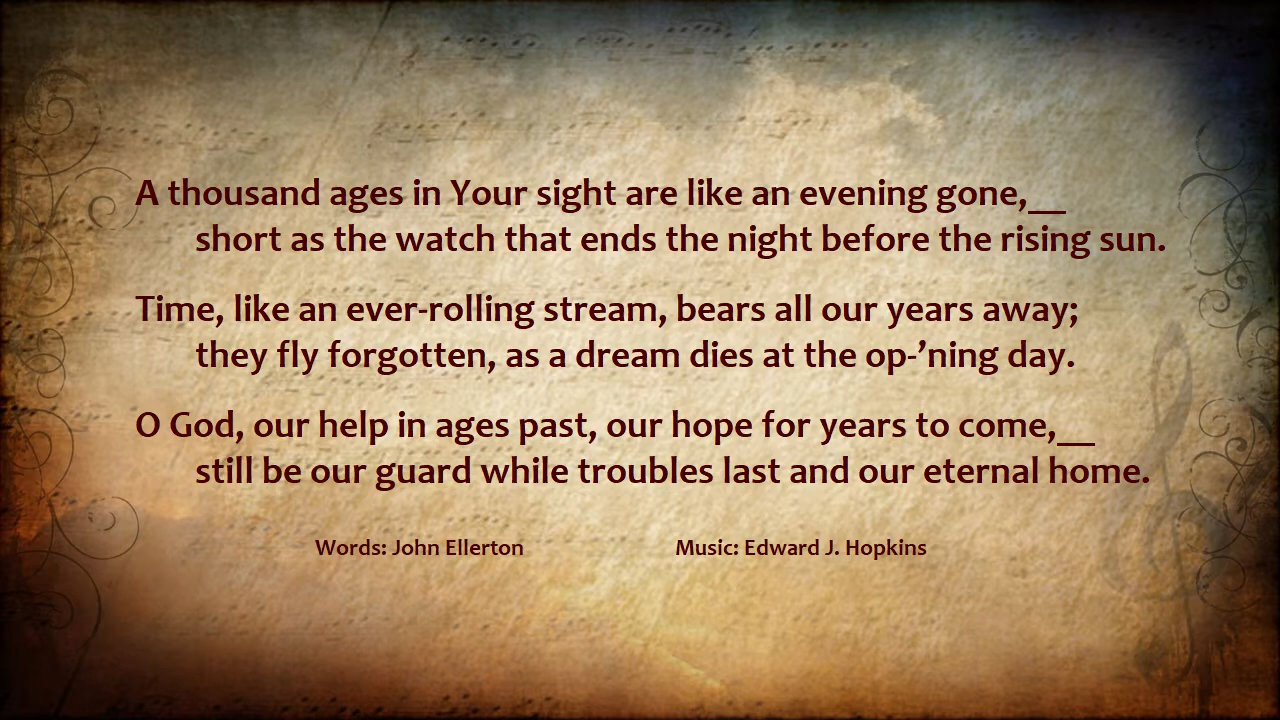 A thousand ages in Your sight are like an evening gone,__
short as the watch that ends the night before the rising sun.
Time, like an ever-rolling stream, bears all our years away;
they fly forgotten, as a dream dies at the op-’ning day.
O God, our help in ages past, our hope for years to come,__
still be our guard while troubles last and our eternal home.
Words: John Ellerton Music: Edward J. Hopkins